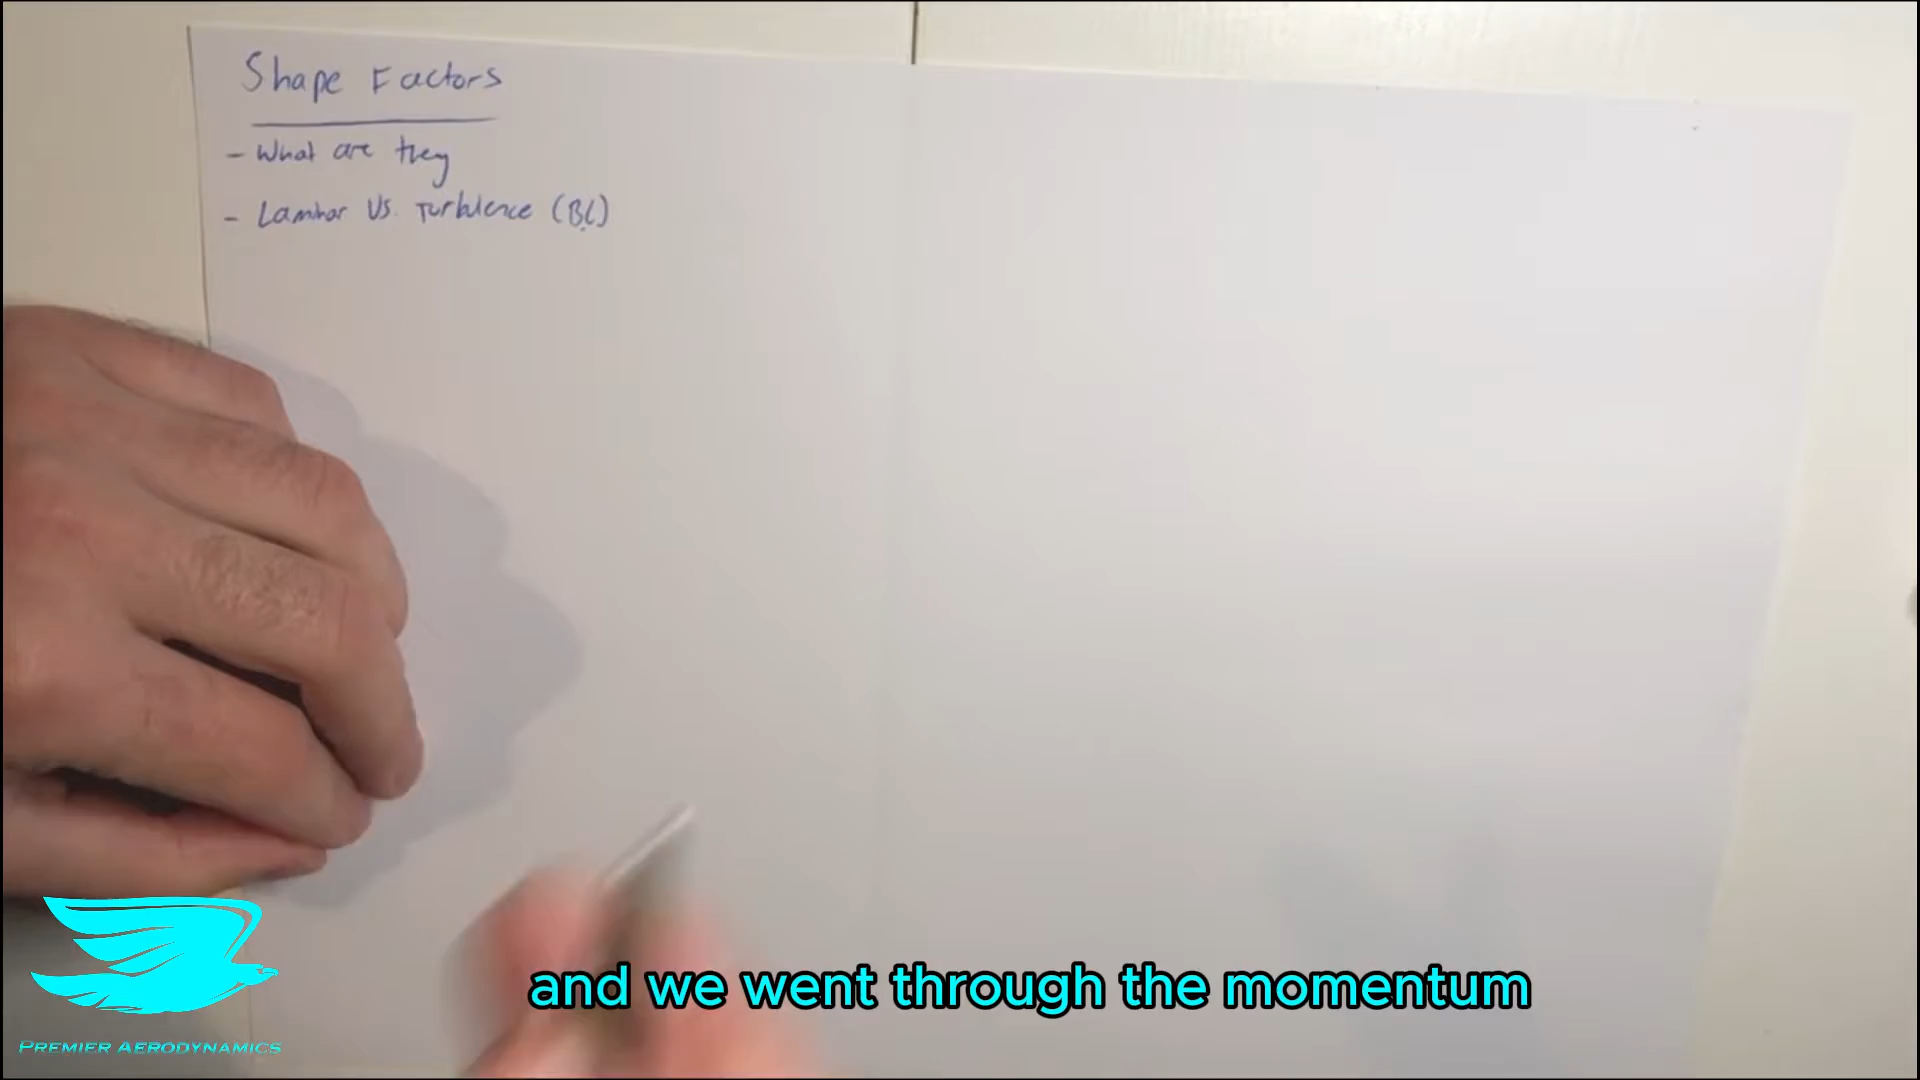 Shape Factors
- What are they
- Laminar Vs. Turbulence (BL)
and we went through the momentum
PREMIER AERODYNAMICS